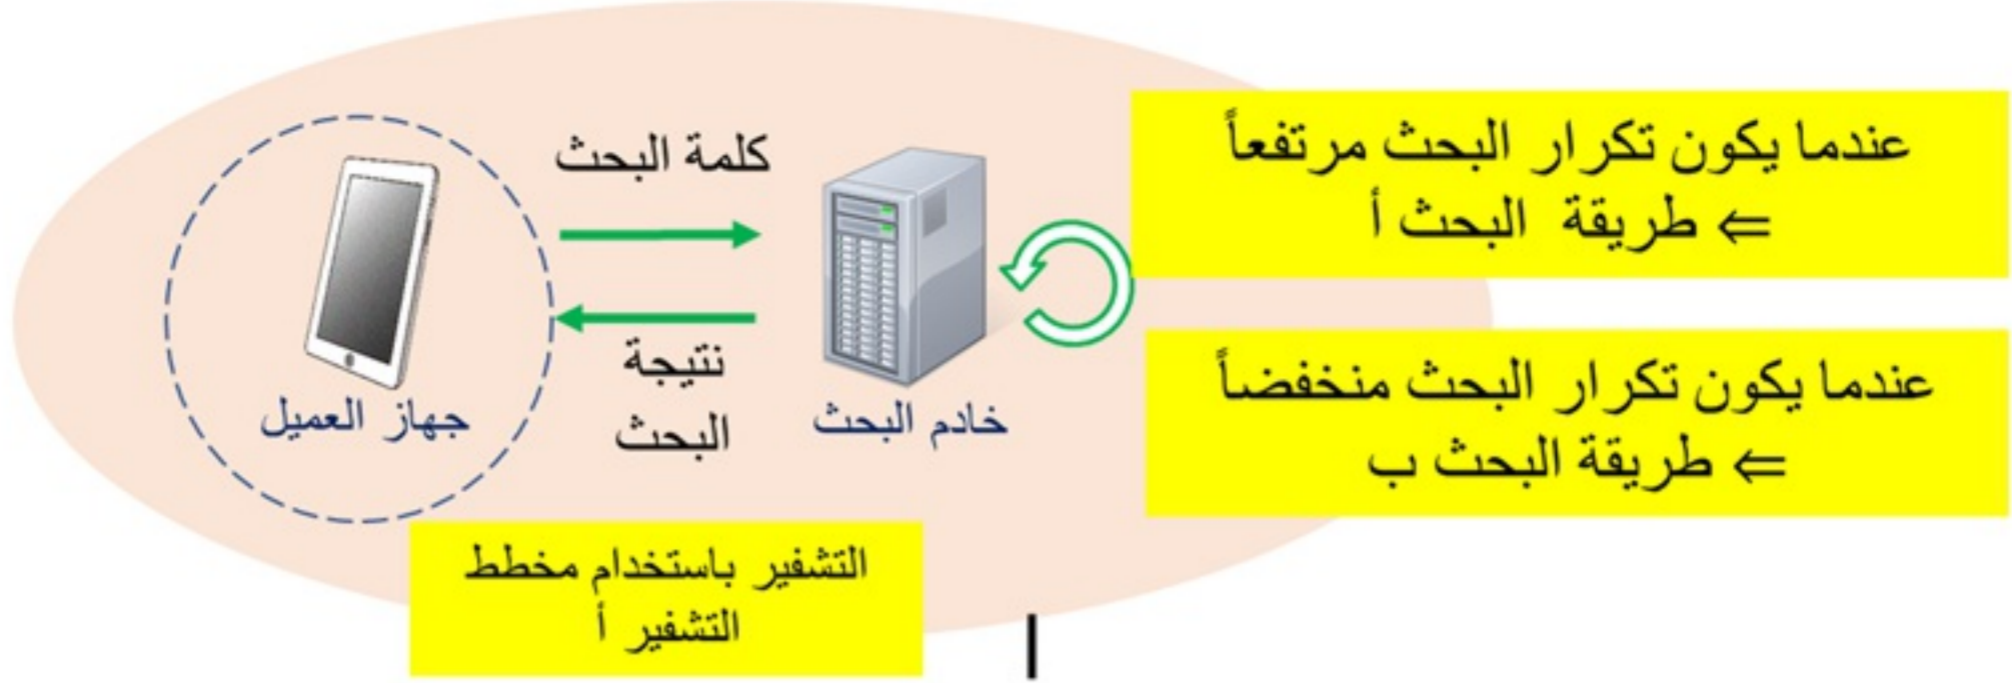 عندما يكون تكرار البحث مرتفعاً
⇐ طريقة البحث أ
كلمة البحث
نتيجة
البحث
خادم البحث
جهاز العميل
عندما يكون تكرار البحث منخفضاً
⇐ طريقة البحث ب
التشفير باستخدام مخطط
التشفير أ